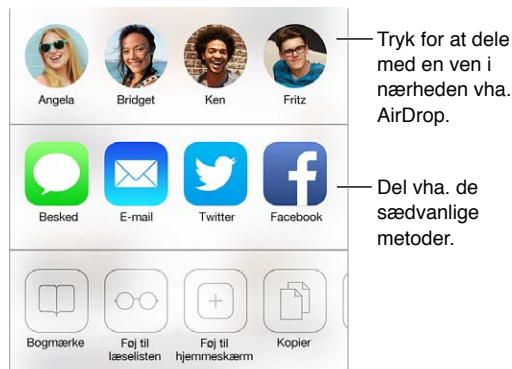 Angela Bridget Ken Fritz
Tryk for at dele
med en ven i
nærheden vha.
AirDrop.
Besked E-mail Twitter Facebook
Del vha. de
sædvanlige
metoder.
Bogmærke Føj til læselisten Føj til hjemmeskærm Kopier